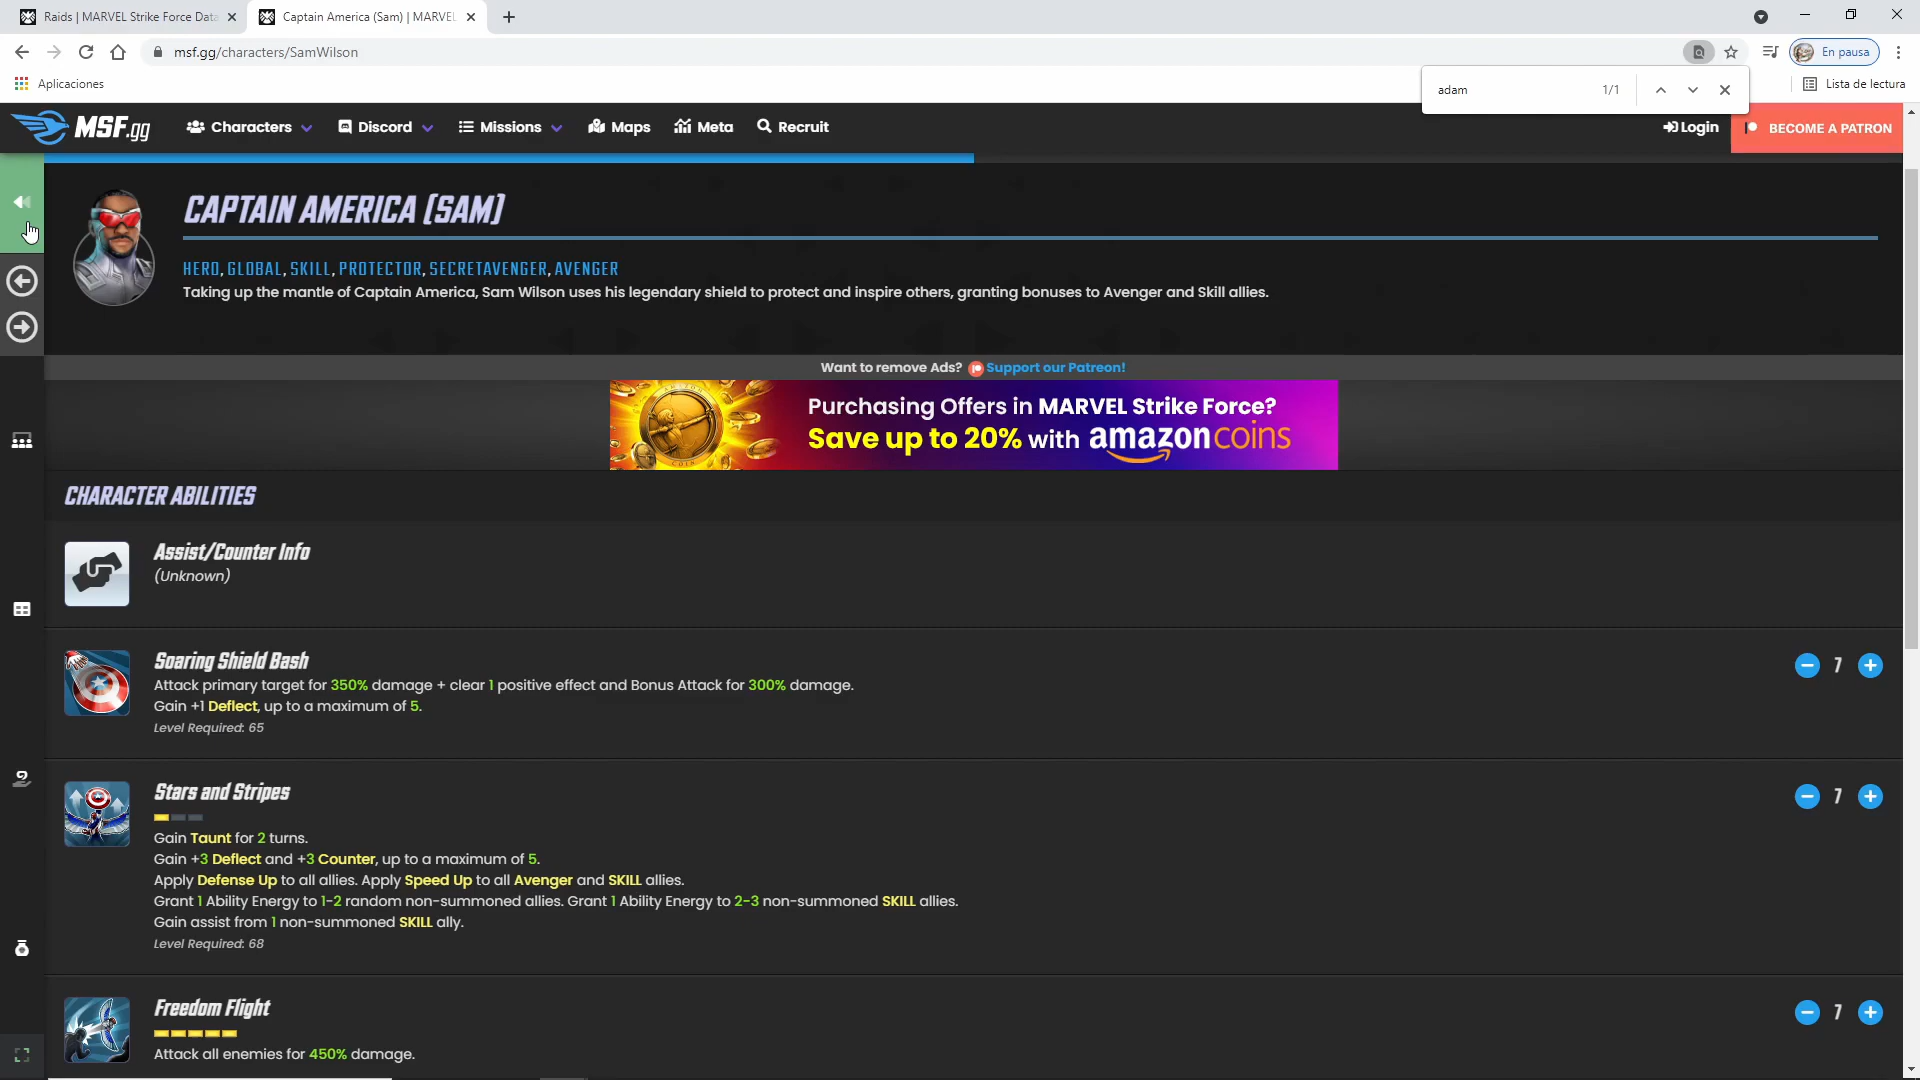 Raids | MARVEL Strike Force Data
Captain America (Sam) | MARVEL
msf.gg/characters/SamWilson
En pausa
Aplicaciones
adam
1/1
Lista de lectura
MSF.gg
Characters
Discord
Missions
Maps
Meta
Recruit
Login
BECOME A PATRON
CAPTAIN AMERICA (SAM)
HERO, GLOBAL, SKILL, PROTECTOR, SECRETAVENGER, AVENGER
Taking up the mantle of Captain America, Sam Wilson uses his legendary shield to protect and inspire others, granting bonuses to Avenger and Skill allies.
Want to remove Ads? Support our Patreon!
Purchasing Offers in MARVEL Strike Force?
Save up to 20% with amazon coins
CHARACTER ABILITIES
Assist/Counter Info
(Unknown)
Soaring Shield Bash
Attack primary target for 350% damage + clear 1 positive effect and Bonus Attack for 300% damage.
Gain +1 Deflect, up to a maximum of 5.
Level Required: 65
7
Stars and Stripes
Gain Taunt for 2 turns.
Gain +3 Deflect and +3 Counter, up to a maximum of 5.
Apply Defense Up to all allies. Apply Speed Up to all Avenger and SKILL allies.
Grant 1 Ability Energy to 1-2 random non-summoned allies. Grant 1 Ability Energy to 2-3 non-summoned SKILL allies.
Gain assist from 1 non-summoned SKILL ally.
Level Required: 68
7
Freedom Flight
Attack all enemies for 450% damage.
7